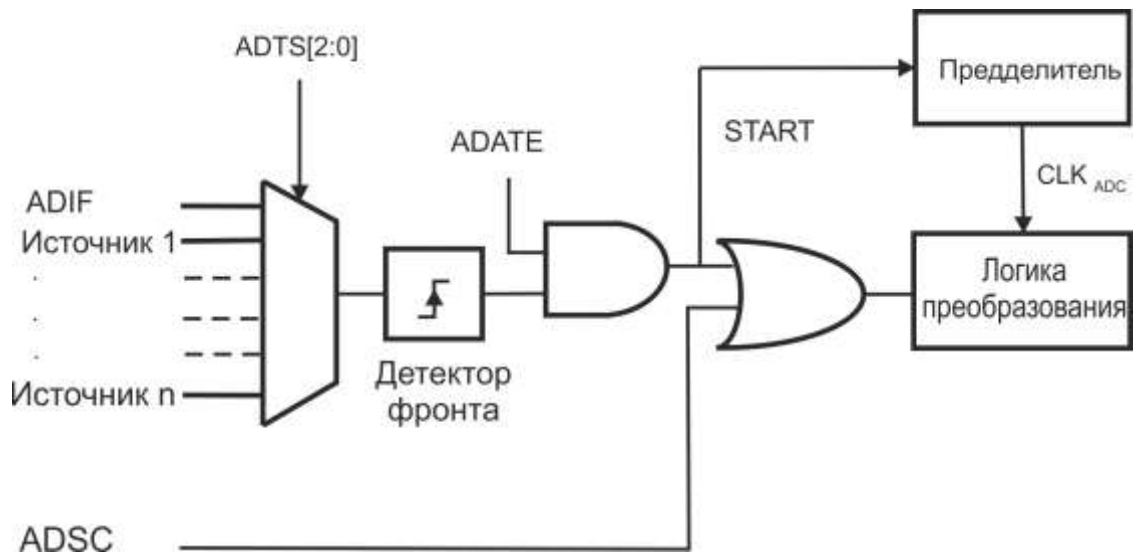 ADTS[2:0]
Предделитель
ADATE
START
CLK ADC
ADIF
Источник 1
Логика
преобразования
Детектор
фронта
Источник n
ADSC